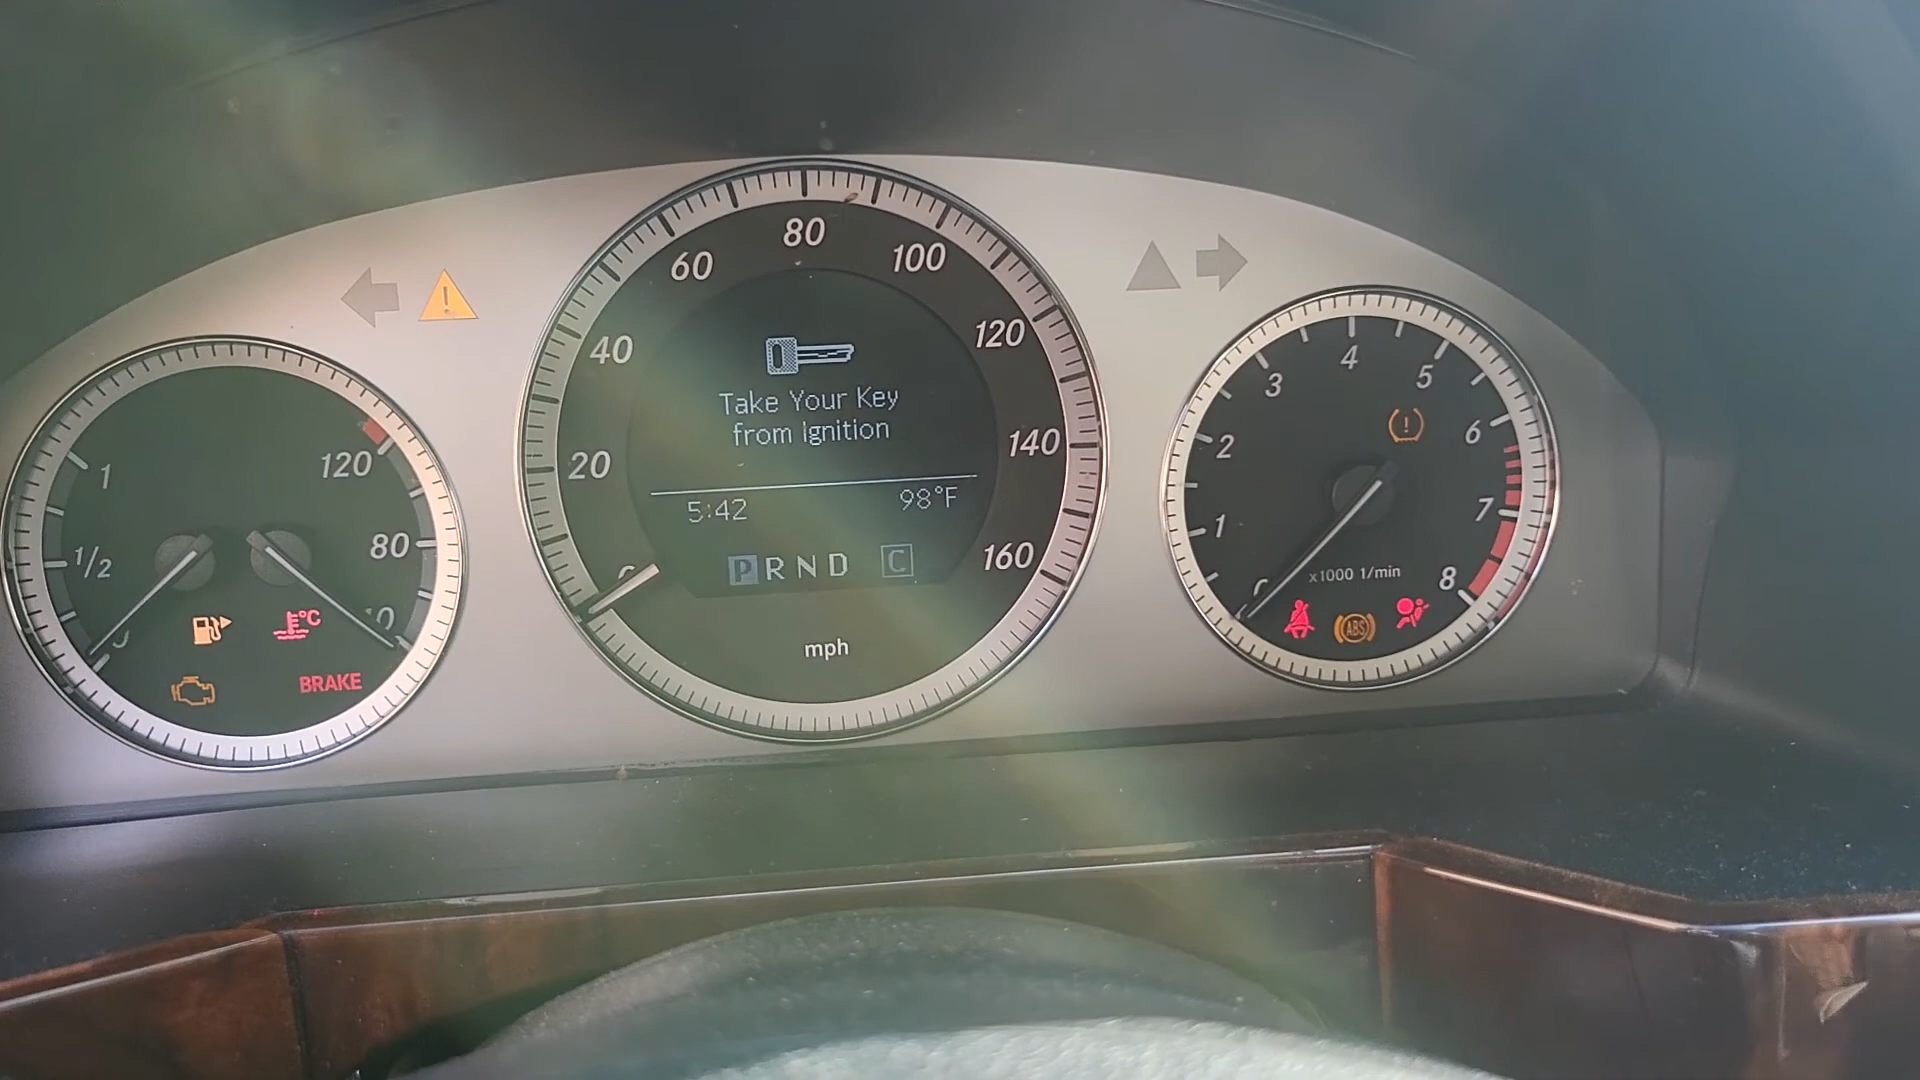 60
80
100
40
120
20
140
160
Take Your Key
from Ignition
5:42 98°F
P R N D C
mph
1
1/2
120
80
°C
BRAKE
1
2
3
4
5
6
7
8
x1000 1/min
ABS